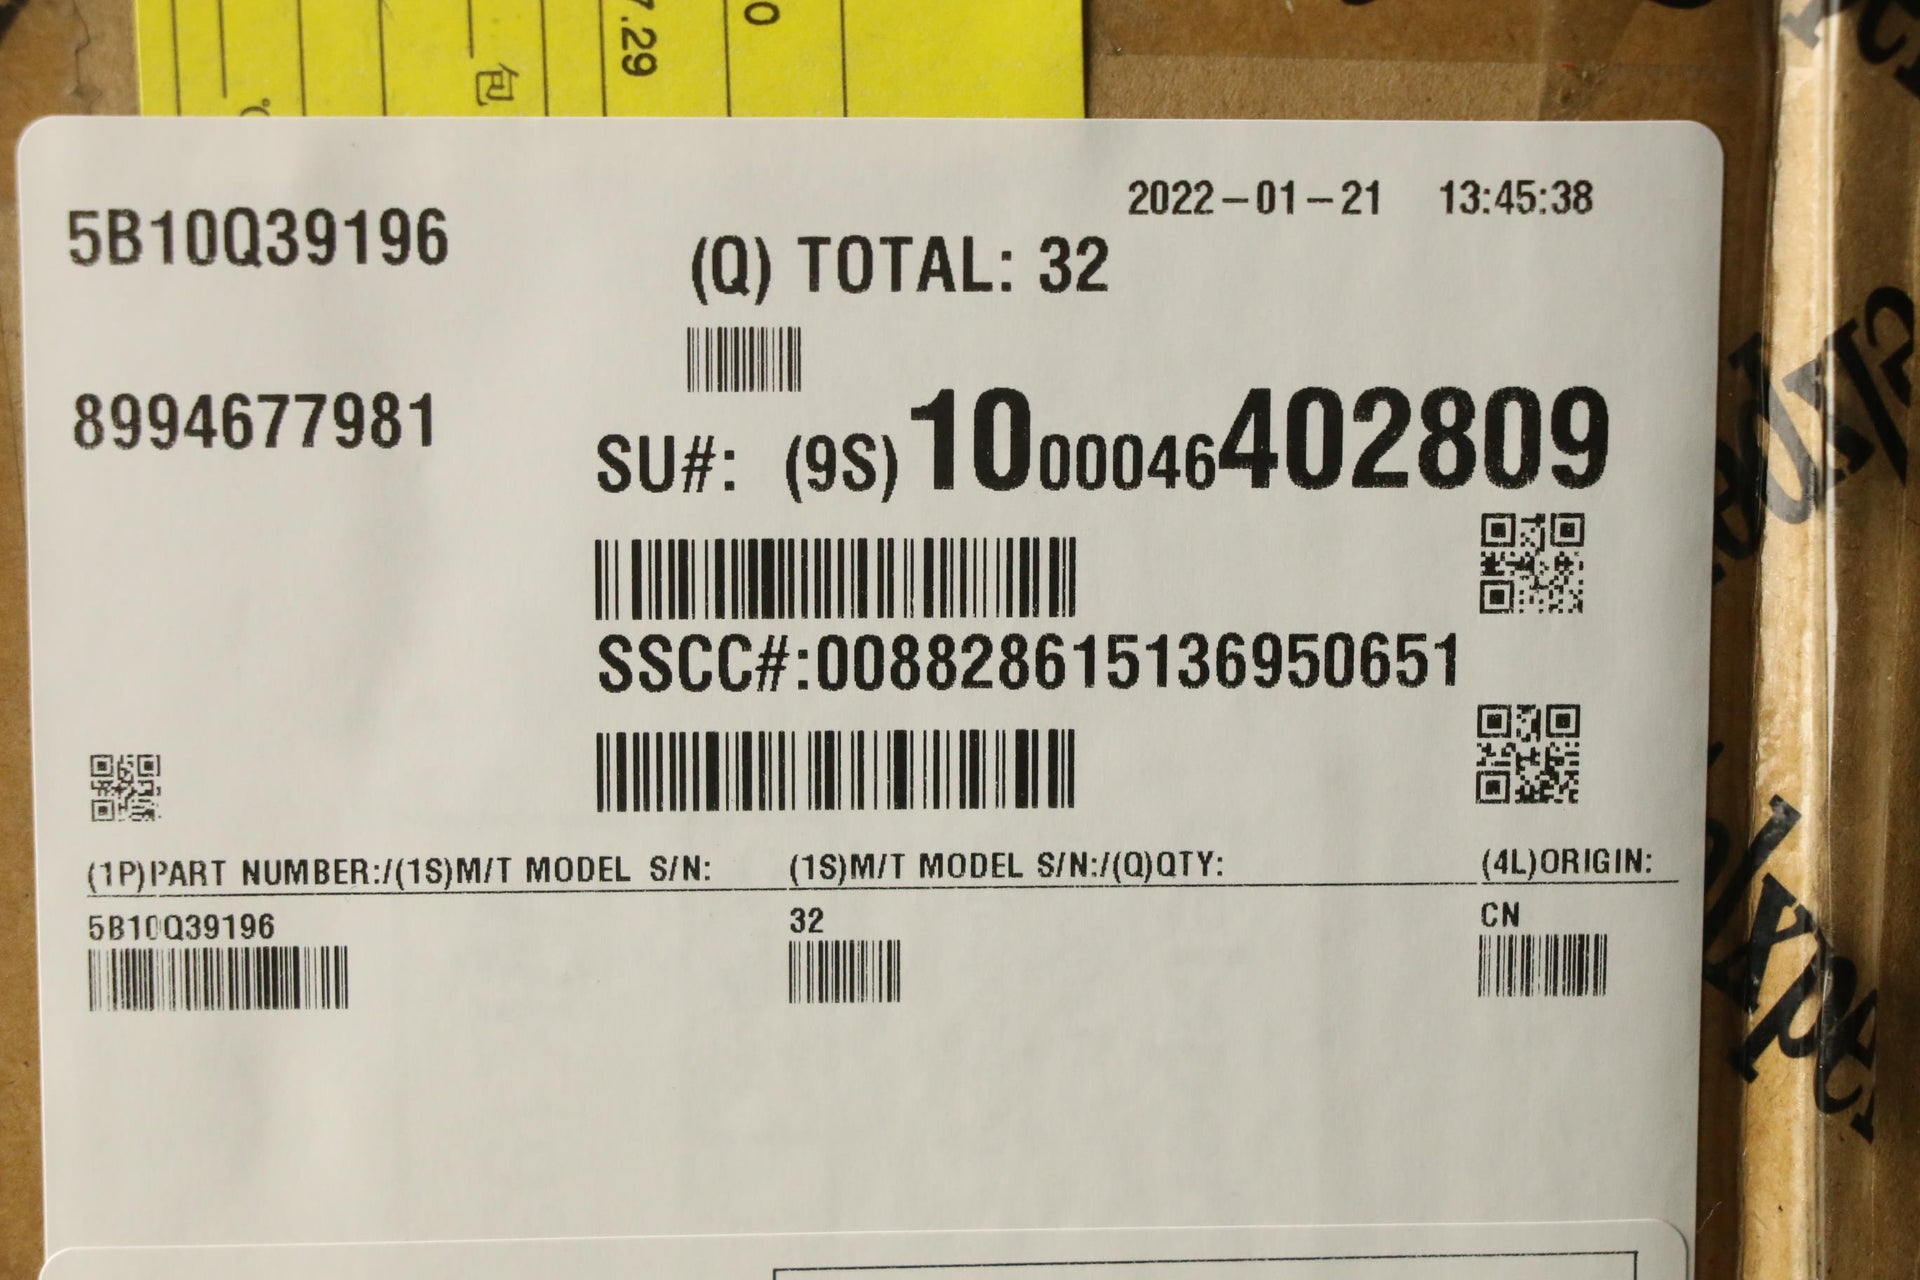 7.29
0
包
℃
2022-01-21 13:45:38
5B10Q39196
(Q) TOTAL: 32
8994677981
SU#: (9S)1000046402809
SSCC#:00882861513695065​1
(1P)PART NUMBER:/(1S)M/T MODEL S/N: (1S)M/T MODEL S/N:/(Q)QTY: (4L)ORIGIN:
5B10Q39196 32 CN